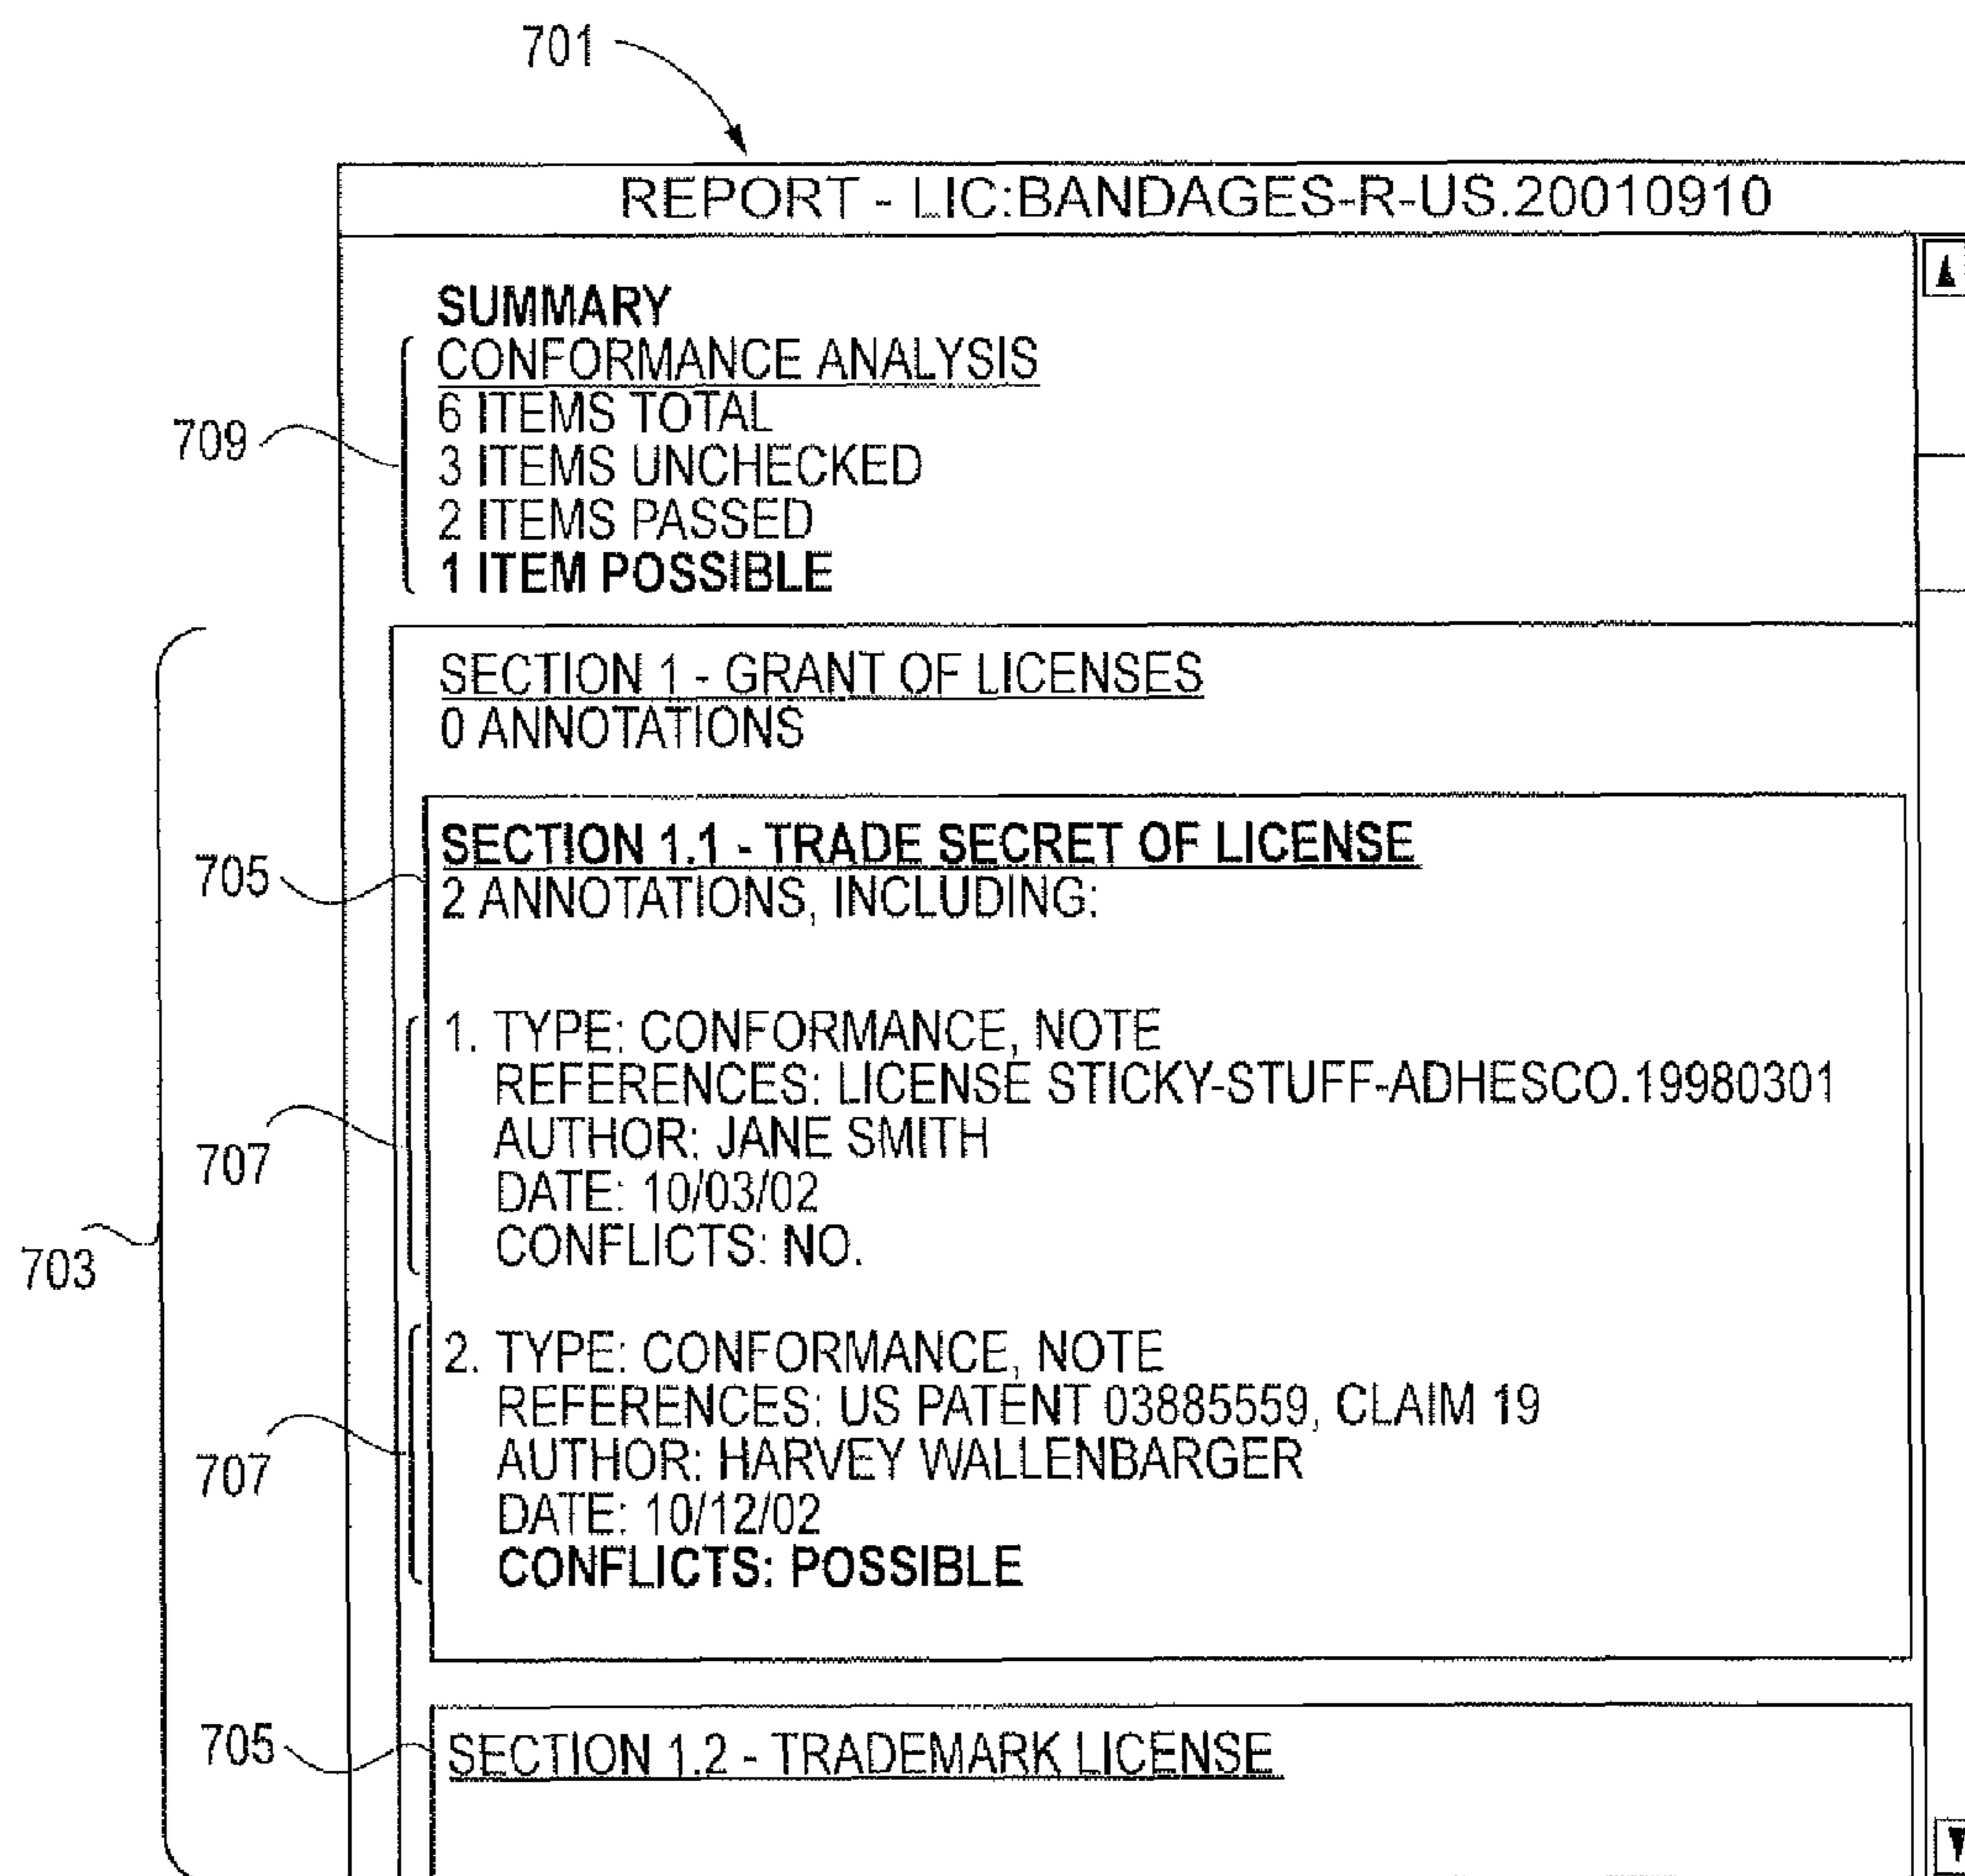 701
REPORT - LIC:BANDAGES-R-US.20010910
SUMMARY
CONFORMANCE ANALYSIS
6 ITEMS TOTAL
709
3 ITEMS UNCHECKED
2 ITEMS PASSED
1 ITEM POSSIBLE
SECTION 1 - GRANT OF LICENSES
0 ANNOTATIONS
SECTION 1.1 - TRADE SECRET OF LICENSE
705
2 ANNOTATIONS, INCLUDING:
1. TYPE: CONFORMANCE, NOTE
REFERENCES: LICENSE STICKY-STUFF-ADHESCO.19980301
AUTHOR: JANE SMITH
707
DATE: 10/03/02
CONFLICTS: NO.
703
2. TYPE: CONFORMANCE, NOTE
REFERENCES: US PATENT 03885559, CLAIM 19
AUTHOR: HARVEY WALLENBARGER
707
DATE: 10/12/02
CONFLICTS: POSSIBLE
705
SECTION 1.2 - TRADEMARK LICENSE